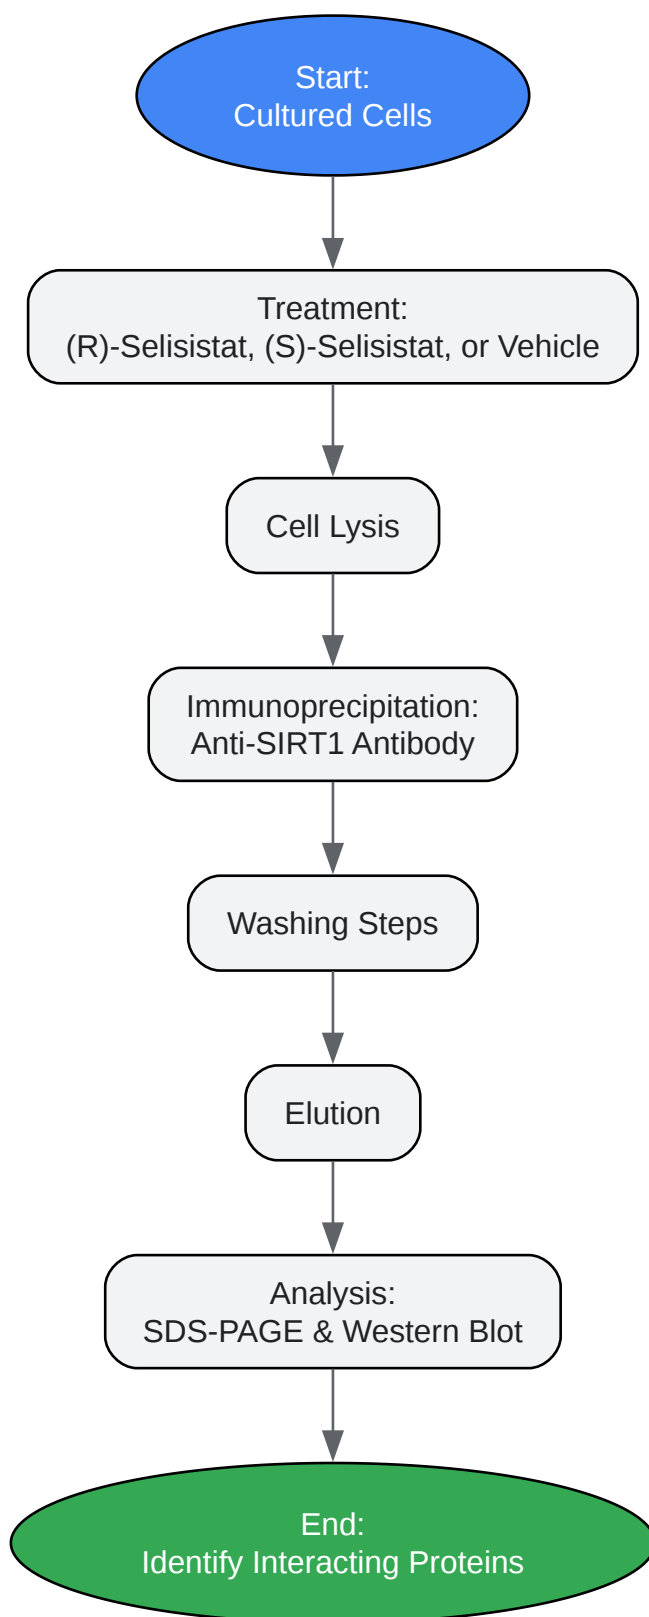 Start:
Cultured Cells
Treatment:
(R)-Selisistat, (S)-Selisistat, or Vehicle
Cell Lysis
Immunoprecipitation:
Anti-SIRT1 Antibody
Washing Steps
Elution
Analysis:
SDS-PAGE & Western Blot
End:
Identify Interacting Proteins